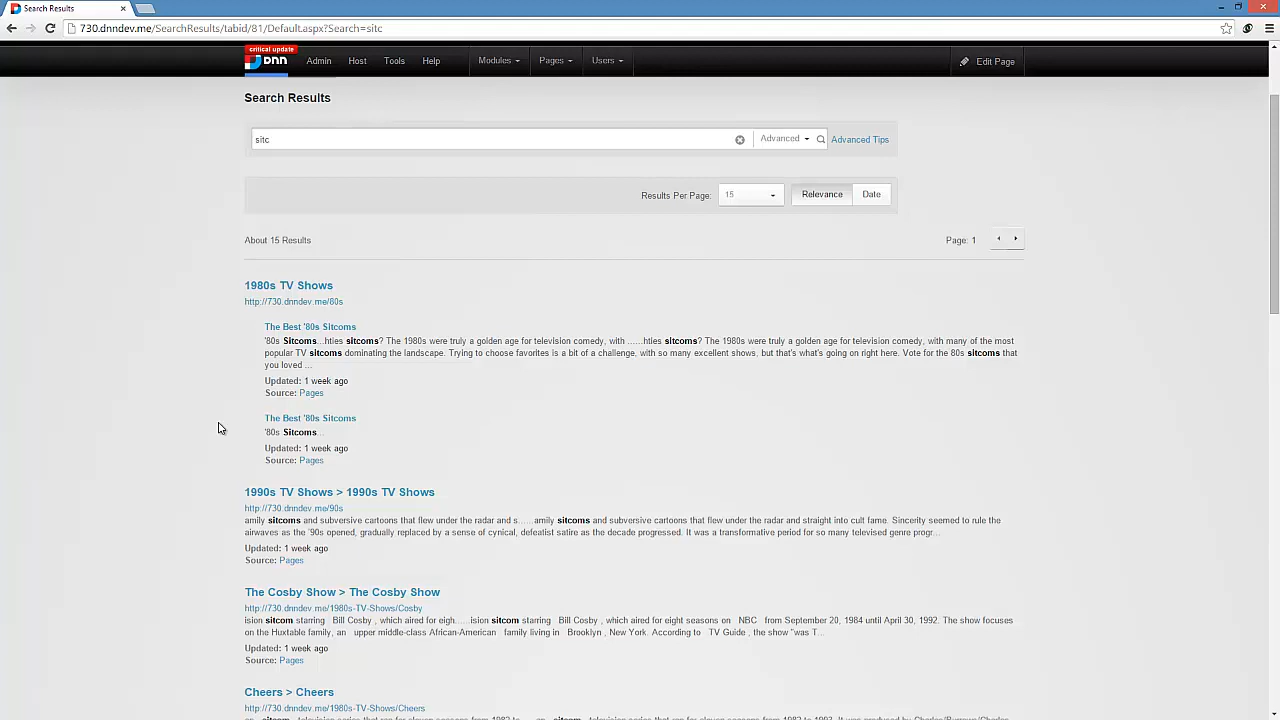 Search Results
730.dnndev.me/SearchResults/tabid/81/Default.aspx?Search=sitc
critical update
DNN Admin Host Tools Help Modules Pages Users Edit Page
Search Results
sitc Advanced Advanced Tips
Results Per Page: 15 Relevance Date
About 15 Results Page: 1
1980s TV Shows
http://730.dnndev.me/80s
The Best '80s Sitcoms
'80s Sitcoms...hties sitcoms? The 1980s were truly a golden age for television comedy, with ......hties sitcoms? The 1980s were truly a golden age for television comedy, with many of the most
popular TV sitcoms dominating the landscape. Trying to choose favorites is a bit of a challenge, with so many excellent shows, but that's what's going on right here. Vote for the 80s sitcoms that
you loved ...
Updated: 1 week ago
Source: Pages
The Best '80s Sitcoms
'80s Sitcoms...
Updated: 1 week ago
Source: Pages
1990s TV Shows > 1990s TV Shows
http://730.dnndev.me/90s
amily sitcoms and subversive cartoons that flew under the radar and s......amily sitcoms and subversive cartoons that flew under the radar and straight into cult fame. Sincerity seemed to rule the
airwaves as the '90s opened, gradually replaced by a sense of cynical, defeatist satire as the decade progressed. It was a transformative period for so many televised genre progr...
Updated: 1 week ago
Source: Pages
The Cosby Show > The Cosby Show
http://730.dnndev.me/1980s-TV-Shows/Cosby
ision sitcom starring Bill Cosby , which aired for eigh......ision sitcom starring Bill Cosby , which aired for eight seasons on NBC from September 20, 1984 until April 30, 1992. The show focuses
on the Huxtable family, an upper middle-class African-American family living in Brooklyn , New York. According to TV Guide , the show "was T...
Updated: 1 week ago
Source: Pages
Cheers > Cheers
http://730.dnndev.me/1980s-TV-Shows/Cheers